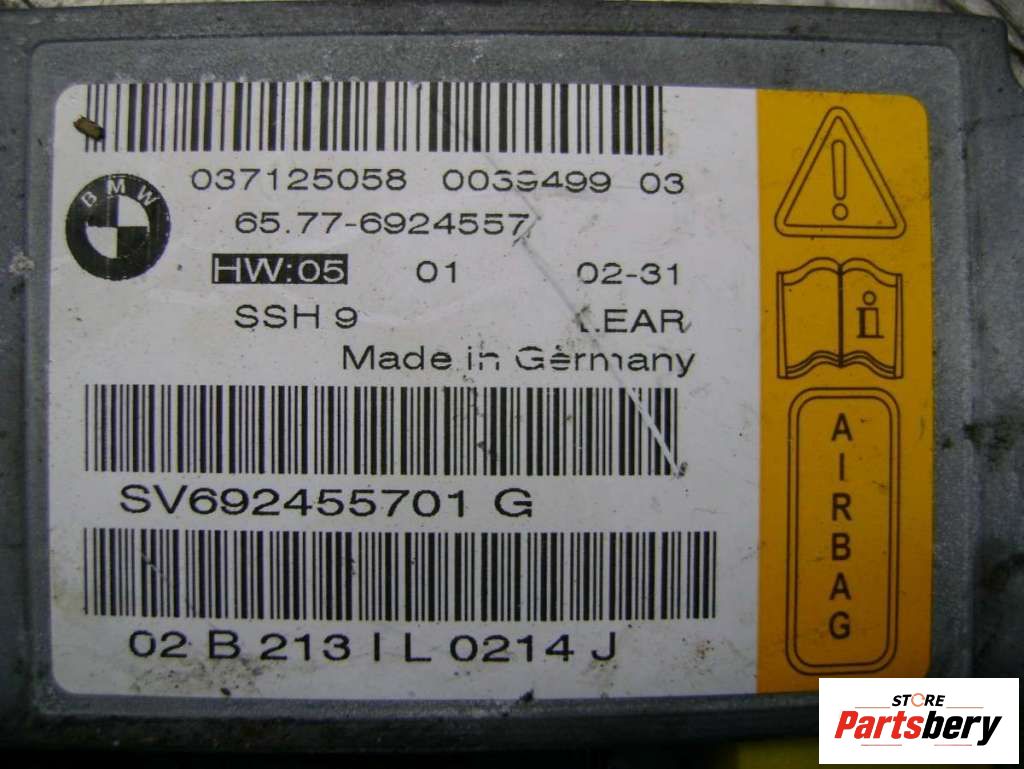 037125058 0039499 03
BMW
65.77-6924557
HW:05 01 02-31
SSH 9 LEAR
Made in Germany
SV692455701 G
02 B 213 I L 0214 J
AIRBAG
STORE
Partsbery